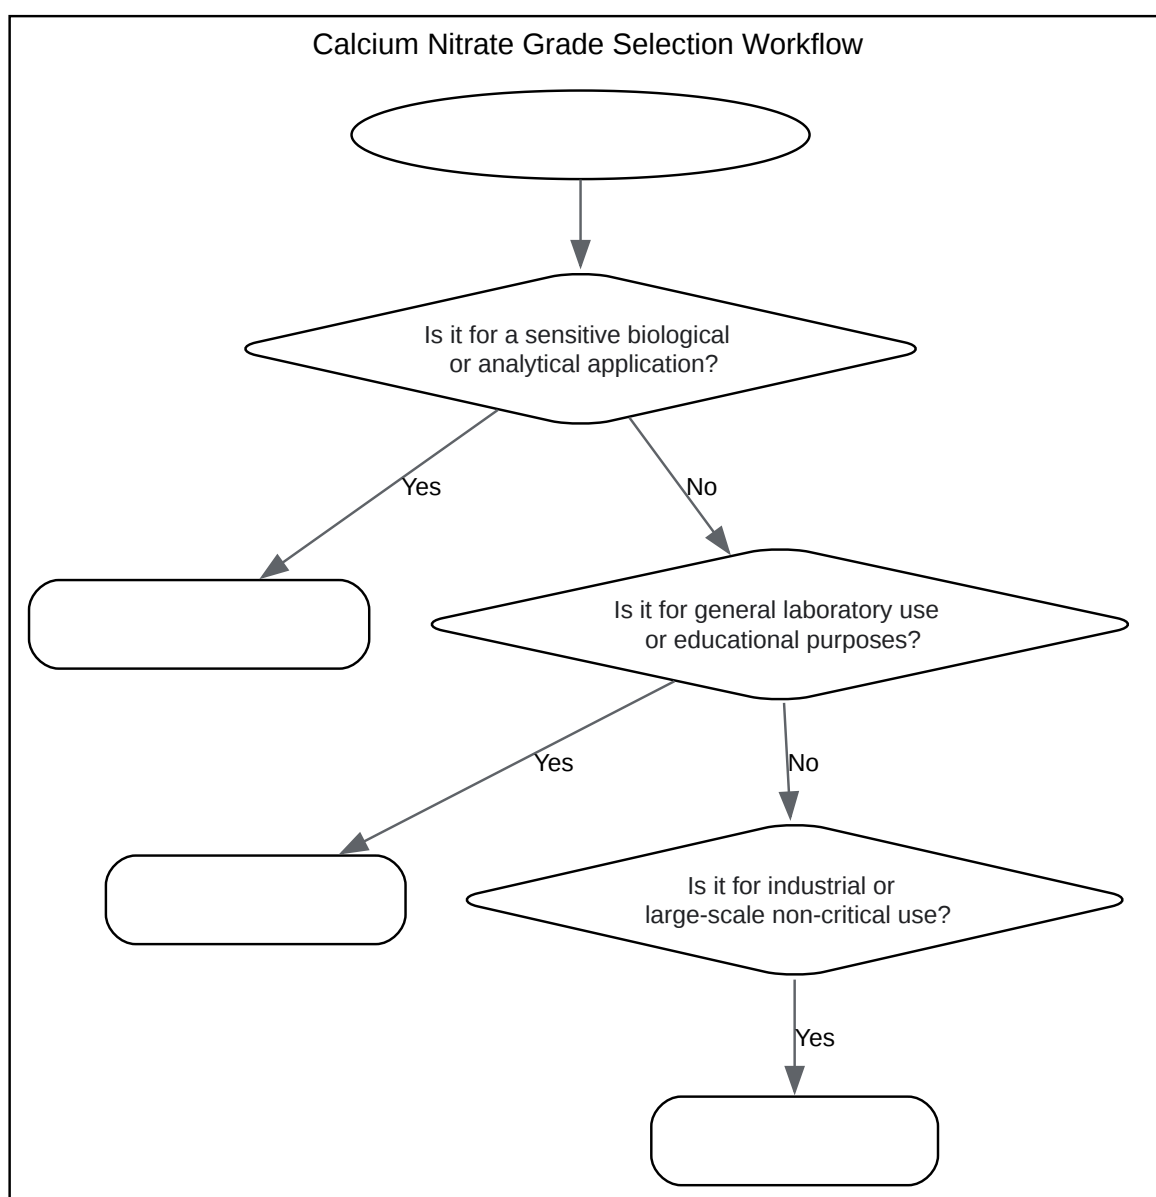 Calcium Nitrate Grade Selection Workflow
Is it for a sensitive biological
or analytical application?
Yes
No
Is it for general laboratory use
or educational purposes?
Yes
No
Is it for industrial or
large-scale non-critical use?
Yes